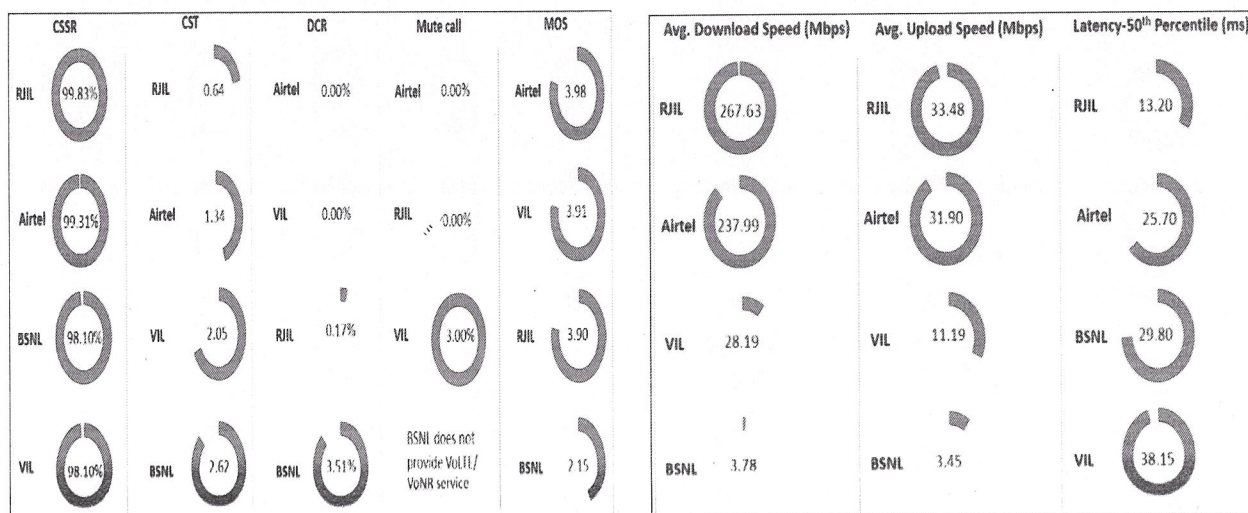 CSSR CST DCR Mute call MOS
RJIL 99.83% RJIL 0.64 Airtel 0.00% Airtel 0.00% Airtel 3.98
Airtel 99.31% Airtel 1.34 VIL 0.00% RJIL 0.00% VIL 3.91
BSNL 98.10% VIL 2.05 RJIL 0.17% VIL 3.00% RJIL 3.90
VIL 98.10% BSNL 2.62 BSNL 3.51% BSNL does not BSNL 2.15
provide VoLTE/
VoNR service
Avg. Download Speed (Mbps) Avg. Upload Speed (Mbps) Latency-50th Percentile (ms)
RJIL 267.63 RJIL 33.48 RJIL 13.20
Airtel 237.99 Airtel 31.90 Airtel 25.70
VIL 28.19 VIL 11.19 BSNL 29.80
BSNL 3.78 BSNL 3.45 VIL 38.15